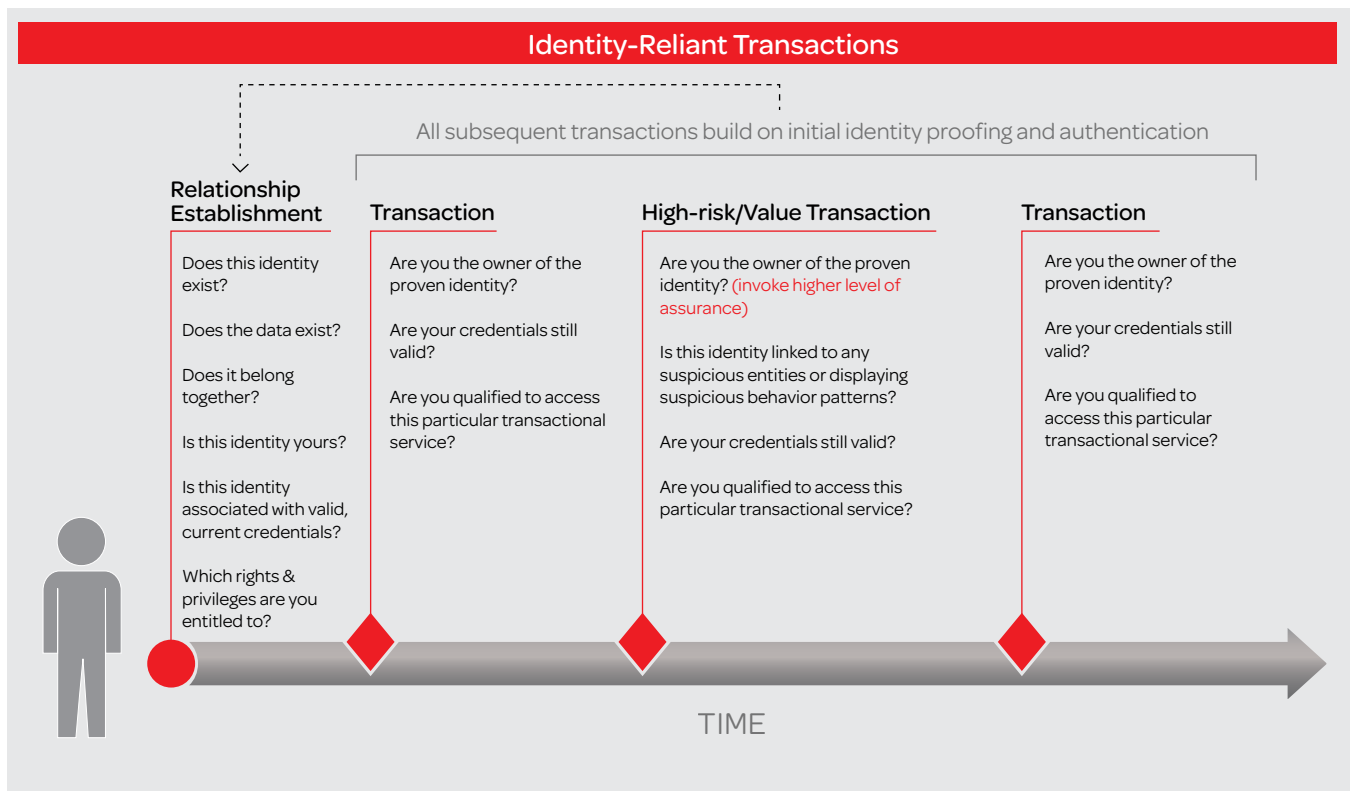 Identity-Reliant Transactions
All subsequent transactions build on initial identity proofing and authentication
Relationship
Establishment
Does this identity
exist?
Does the data exist?
Does it belong
together?
Is this identity yours?
Is this identity
associated with valid,
current credentials?
Which rights &
privileges are you
entitled to?
Transaction
Are you the owner of the
proven identity?
Are your credentials still
valid?
Are you qualified to access
this particular transactional
service?
High-risk/Value Transaction
Are you the owner of the proven
identity? (invoke higher level of
assurance)
Is this identity linked to any
suspicious entities or displaying
suspicious behavior patterns?
Are your credentials still valid?
Are you qualified to access this
particular transactional service?
Transaction
Are you the owner of the
proven identity?
Are your credentials still
valid?
Are you qualified to
access this particular
transactional service?
TIME